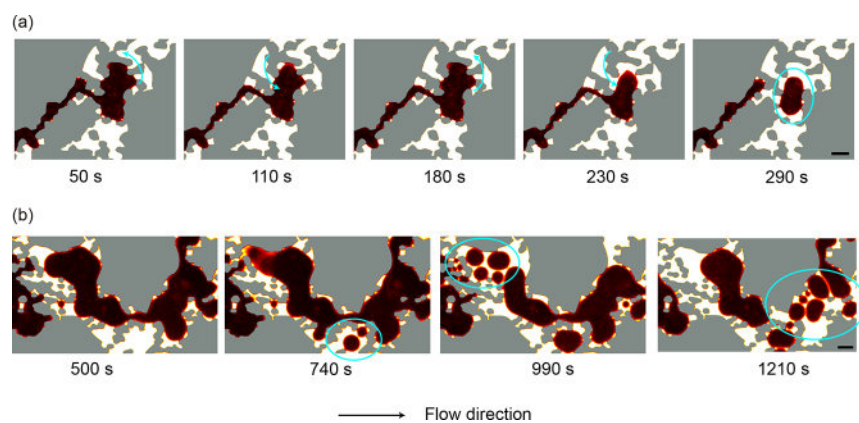 (a)
50 s 110 s 180 s 230 s 290 s
(b)
500 s 740 s 990 s 1210 s
Flow direction